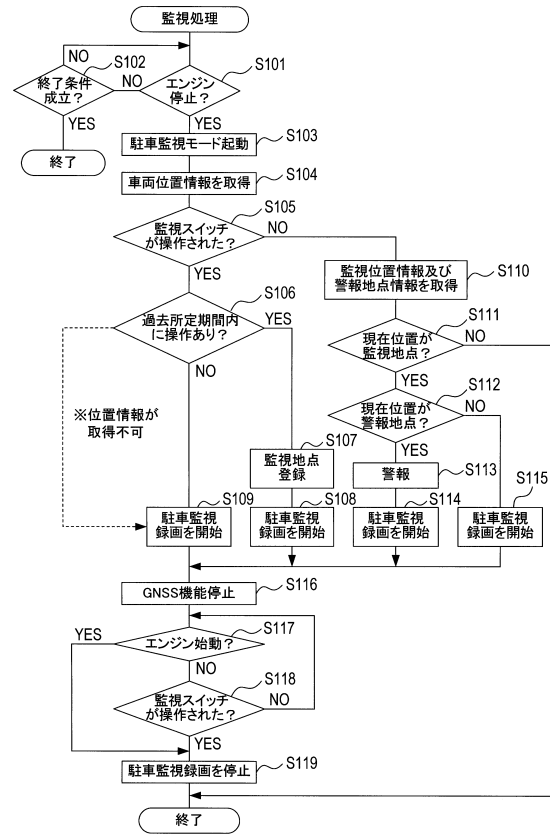 監視処理
NO
S102
S101
終了条件
成立？
NO
エンジン
停止？
YES
YES
終了
S103
駐車監視モード起動
S104
車両位置情報を取得
S105
監視スイッチ
が操作された？
NO
YES
S110
監視位置情報及び
警報地点情報を取得
S106
過去所定期間内
に操作あり？
YES
NO
S111
現在位置が
監視地点？
NO
YES
※位置情報が
取得不可
S112
現在位置が
警報地点？
NO
YES
S107
監視地点
登録
S113
警報
S109
駐車監視
録画を開始
S108
駐車監視
録画を開始
S114
駐車監視
録画を開始
S115
駐車監視
録画を開始
S116
GNSS機能停止
S117
YES
エンジン始動？
NO
S118
監視スイッチ
が操作された？
NO
YES
S119
駐車監視録画を停止
終了